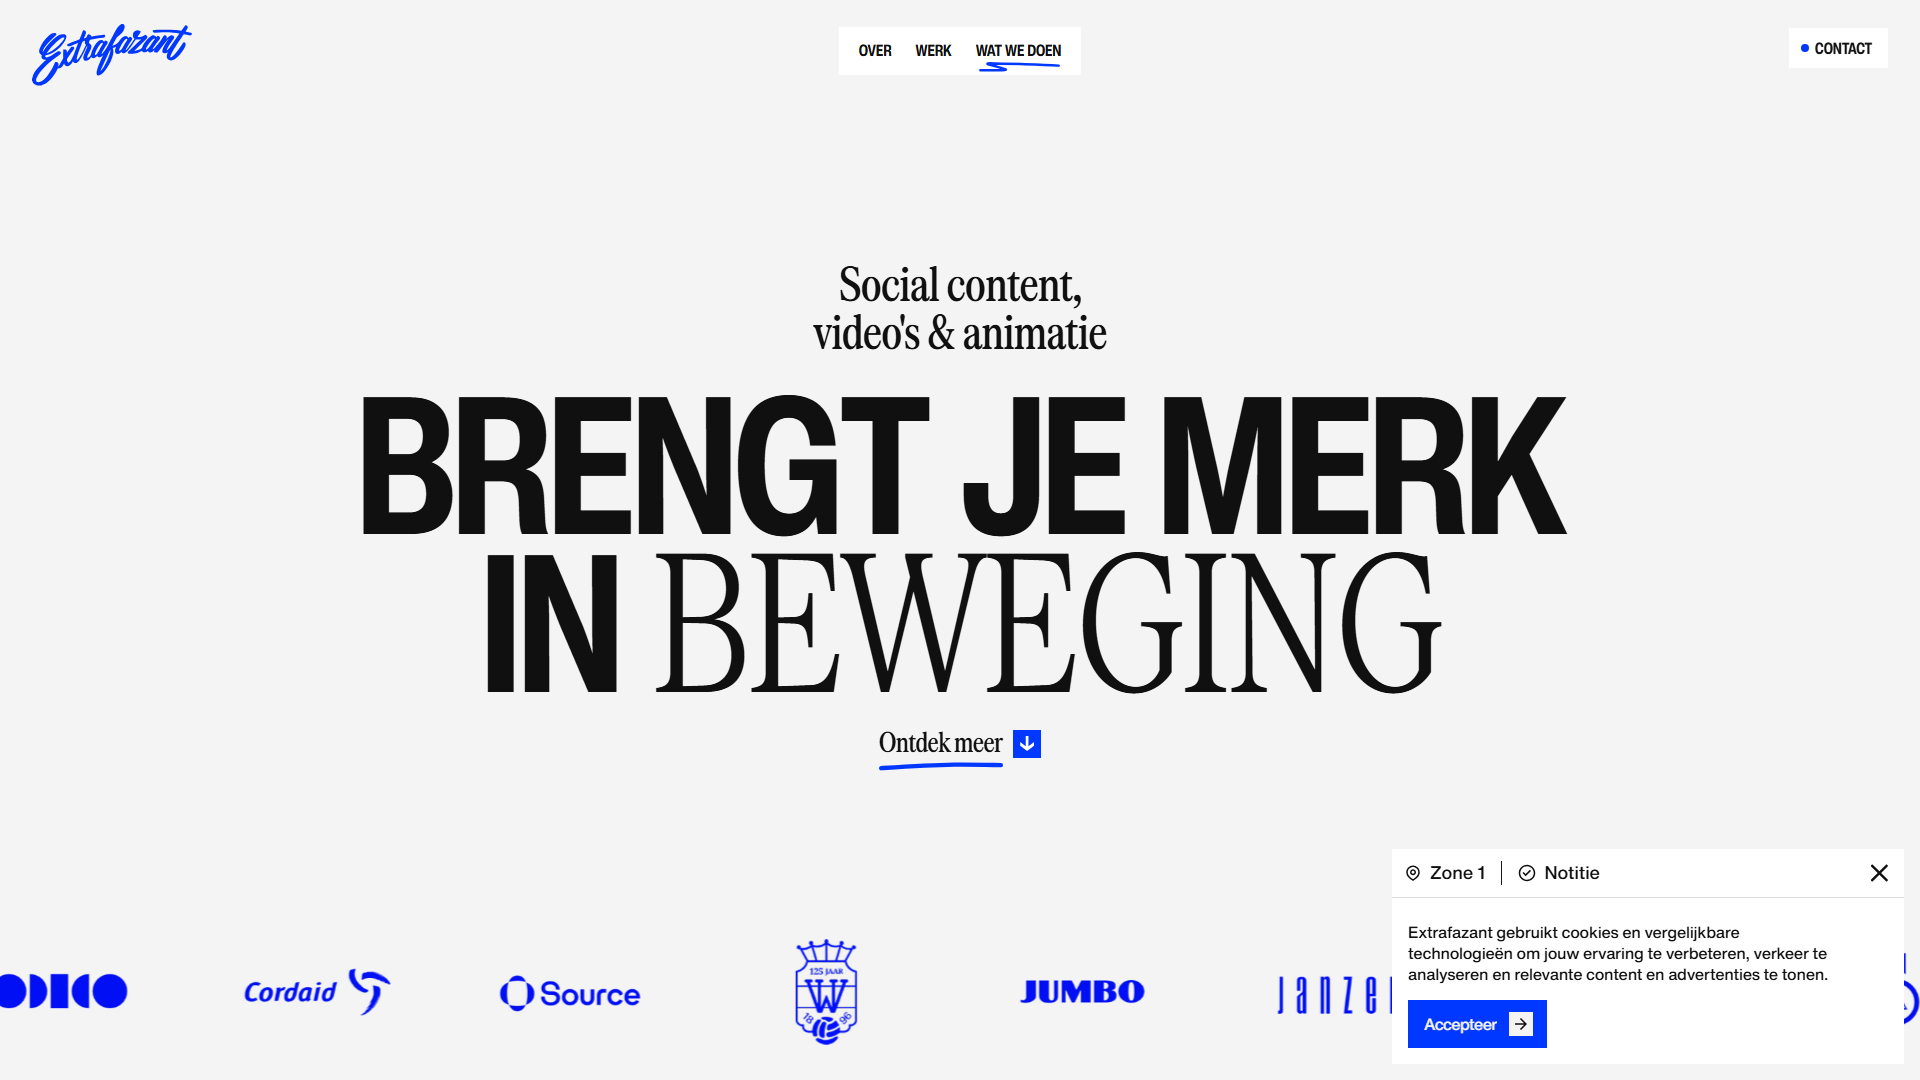 Extrafazant
OVER WERK WAT WE DOEN
CONTACT
Social content,
video's & animatie
BRENGT JE MERK
IN BEWEGING
Ontdek meer
Zone 1 | Notitie
Extrafazant gebruikt cookies en vergelijkbare
technologieën om jouw ervaring te verbeteren, verkeer te
analyseren en relevante content en advertenties te tonen.
Accepteer
Cordaid
Source
125 JAAR
W
18 96
JUMBO